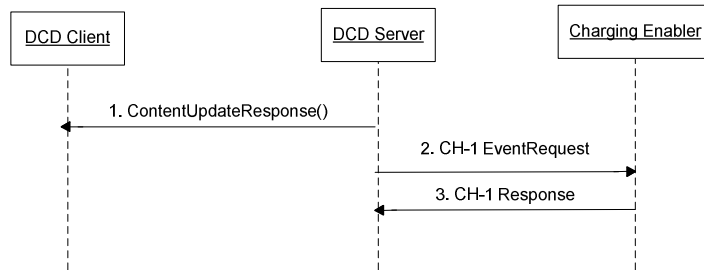 DCD Client
DCD Server
Charging Enabler
1. ContentUpdateResponse()
2. CH-1 EventRequest
3. CH-1 Response